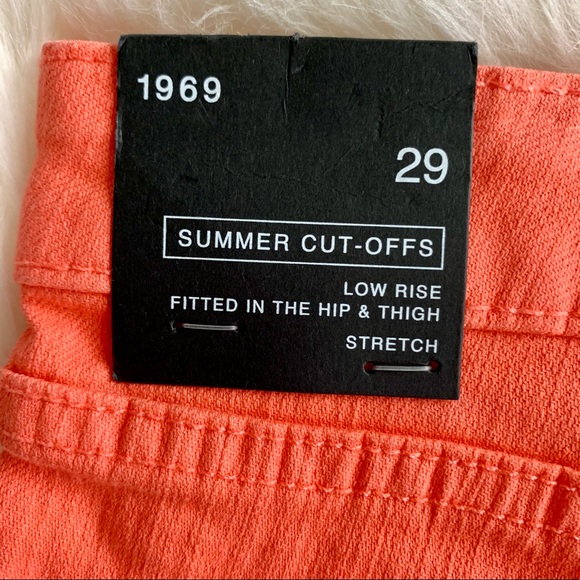 1969
29
SUMMER CUT-OFFS
LOW RISE
FITTED IN THE HIP & THIGH
STRETCH